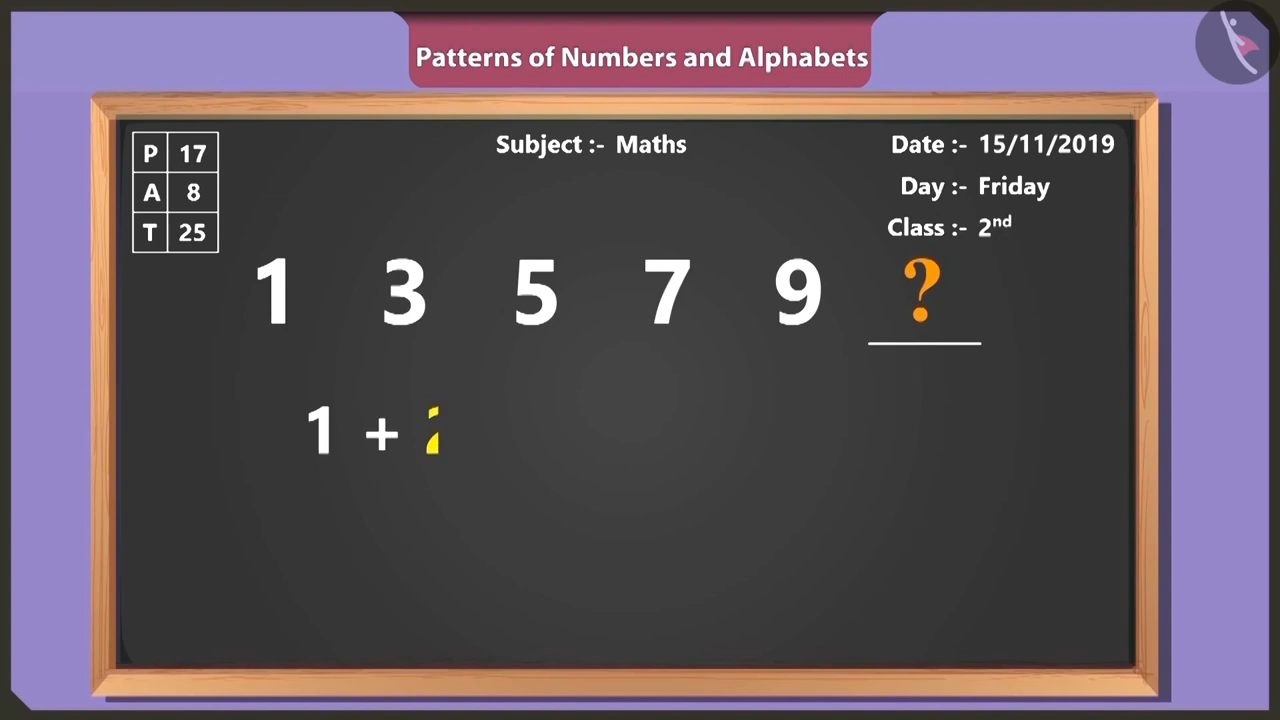 Patterns of Numbers and Alphabets
P 17
A 8
T 25
Subject :- Maths
Date :- 15/11/2019
Day :- Friday
Class :- 2nd
1 3 5 7 9 ?
1 +